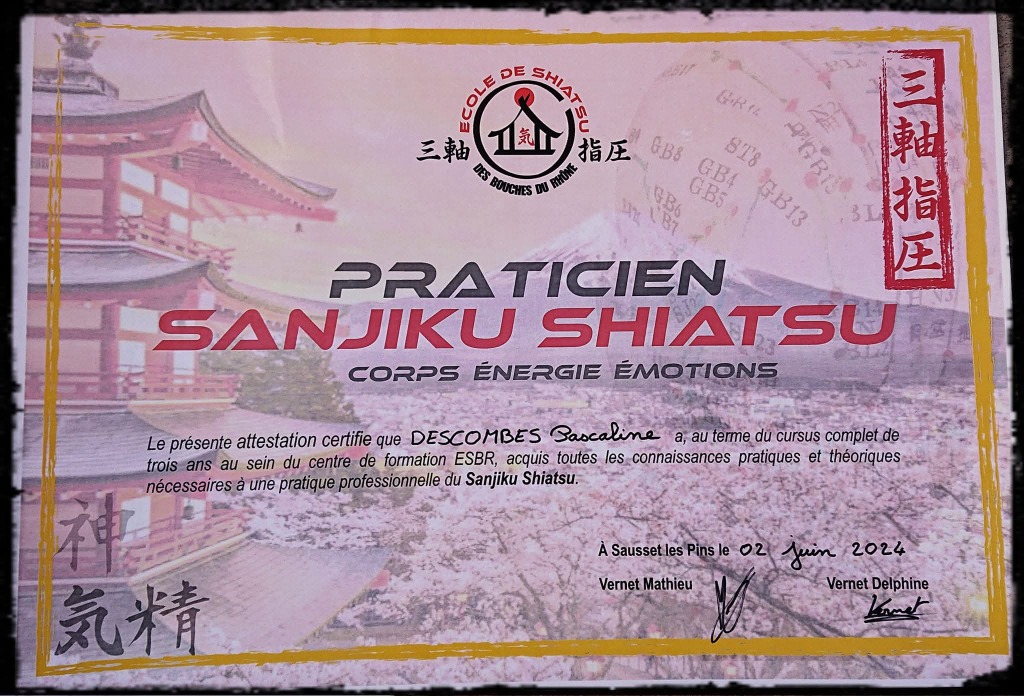 ECOLE DE SHIATSU
三軸 気 指圧
DES BOUCHES DU RHÔNE
三軸指圧
GB8
ST8
GB4
GB5
GB13
GB6
PRATICIEN
SANJIKU SHIATSU
CORPS ÉNERGIE ÉMOTIONS
Le présente attestation certifie que DESCOMBES Pascaline a, au terme du cursus complet de
trois ans au sein du centre de formation ESBR, acquis toutes les connaissances pratiques et théoriques
nécessaires à une pratique professionnelle du Sanjiku Shiatsu.
神
気精
À Sausset les Pins le 02 juin 2024
Vernet Mathieu Vernet Delphine
Vernet